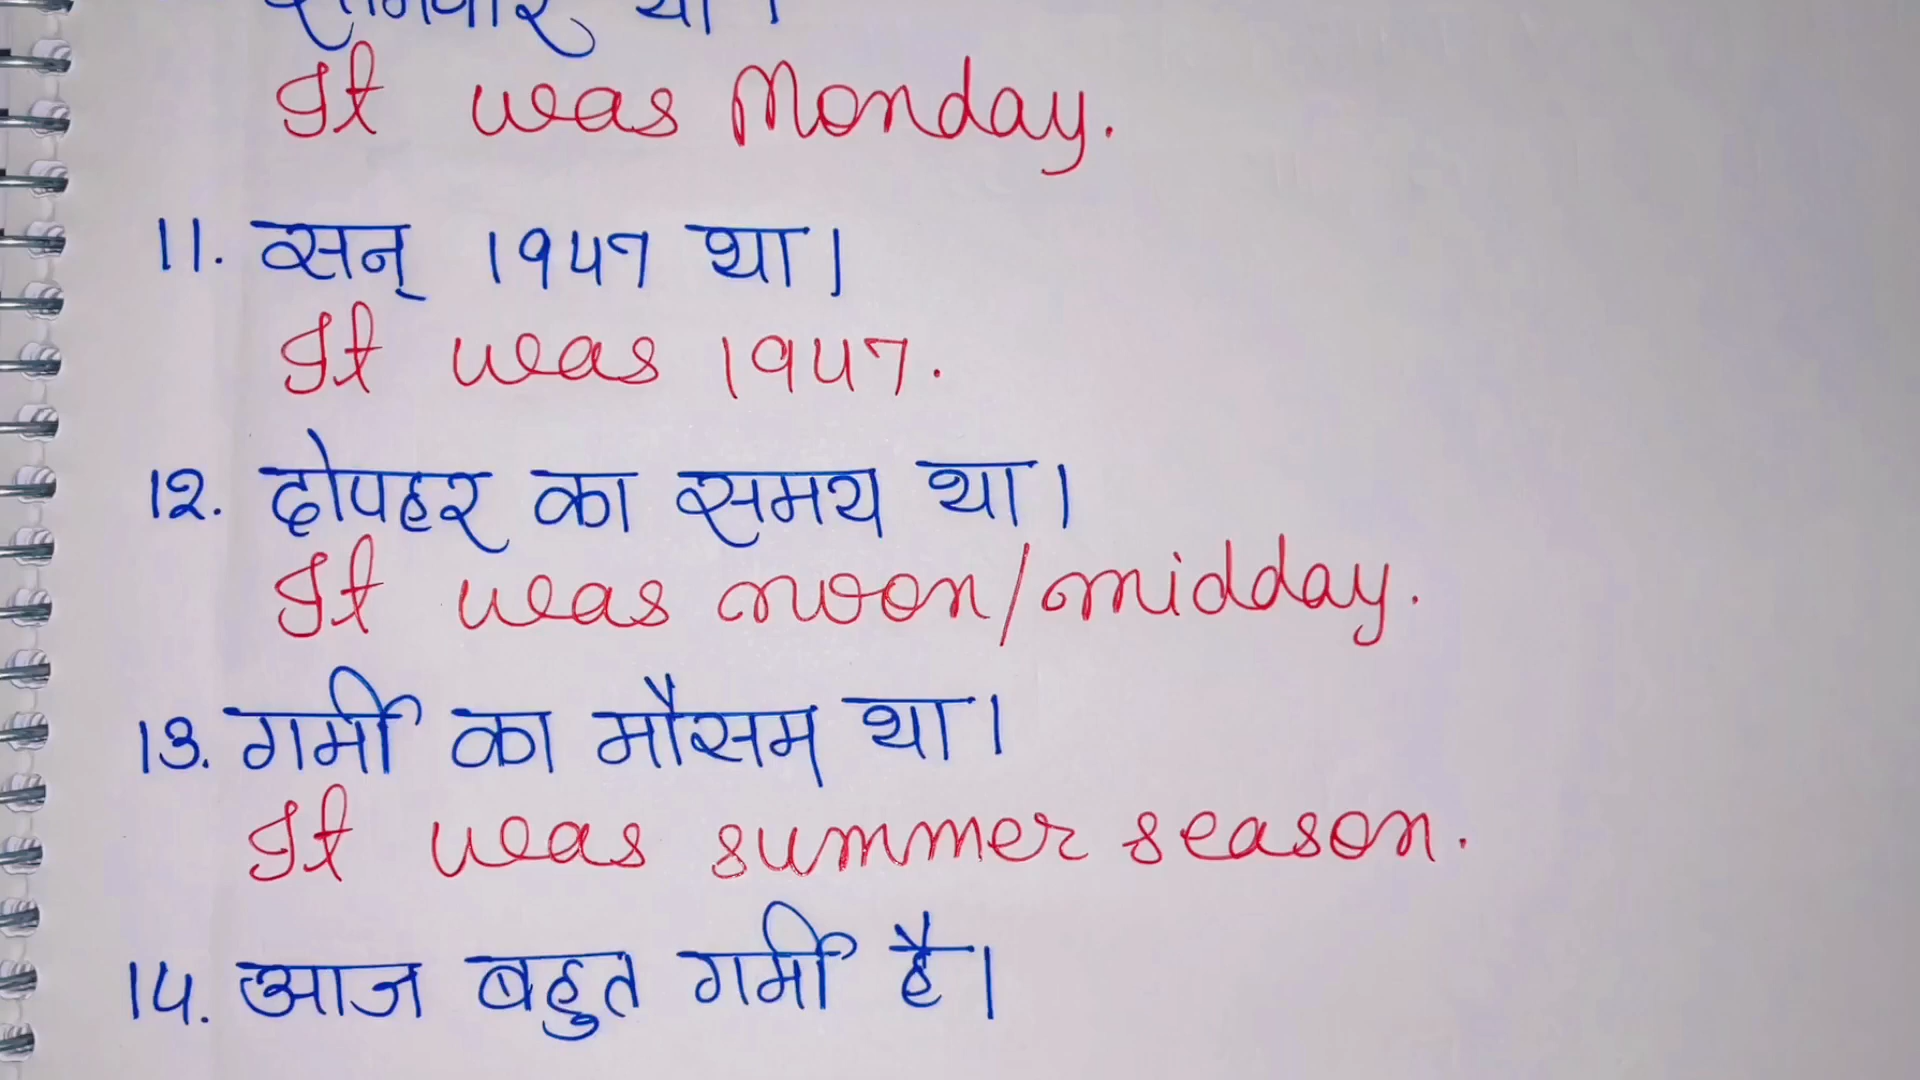 था।
It was Monday.
11. सन् 1947 था।
It was 1947.
12. दोपहर का समय था।
It was noon/midday.
13. गर्मी का मौसम था।
It was summer season.
14. आज बहुत गर्मी है।